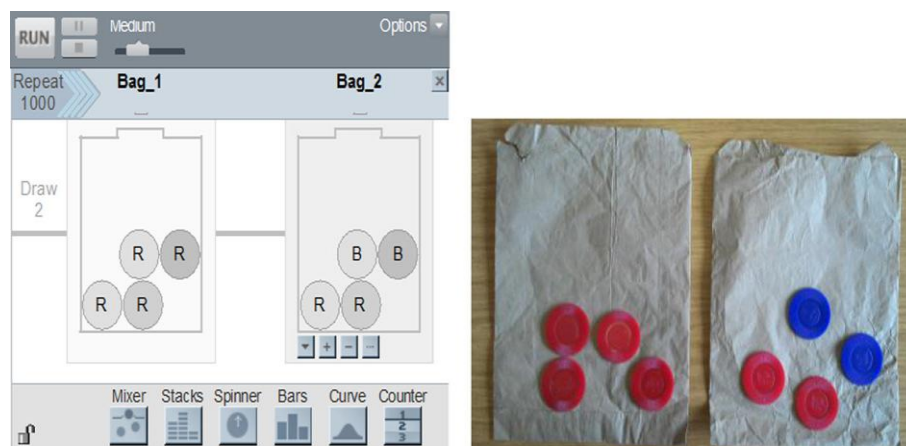 RUN Medium Options
Repeat Bag_1 Bag_2 x
1000
Draw
2
R R B B
R R R R
Mixer Stacks Spinner Bars Curve Counter
1
2
3